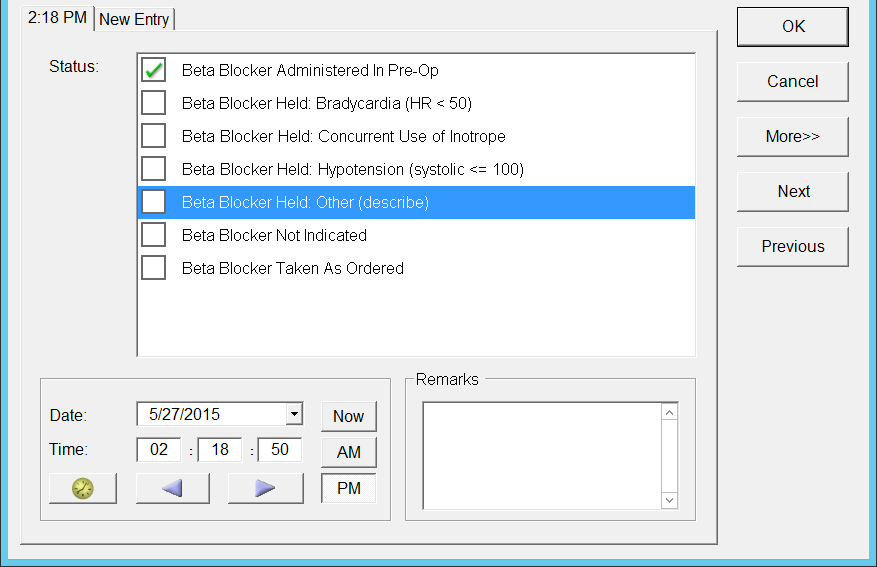 2:18 PM New Entry
OK
Status:
Beta Blocker Administered In Pre-Op
Cancel
Beta Blocker Held: Bradycardia (HR < 50)
Beta Blocker Held: Concurrent Use of Inotrope
More>>
Beta Blocker Held: Hypotension (systolic <= 100)
Next
Beta Blocker Held: Other (describe)
Beta Blocker Not Indicated
Previous
Beta Blocker Taken As Ordered
Remarks
Date: 5/27/2015 Now
Time: 02 : 18 : 50 AM
PM